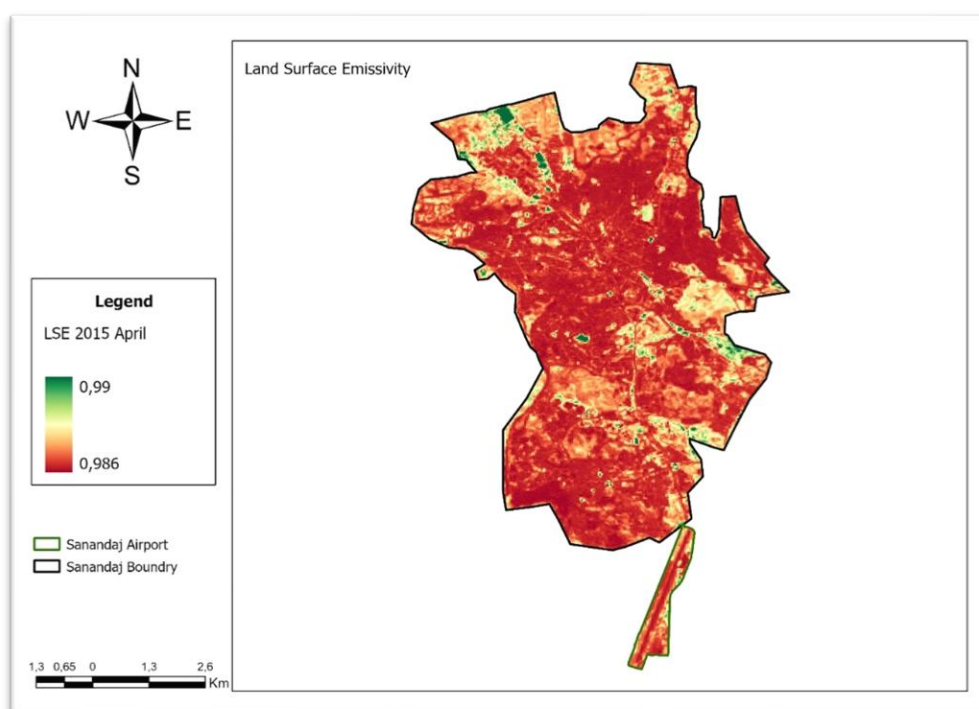 Land Surface Emissivity
N
W E
S
Legend
LSE 2015 April
0,99
0,986
Sanandaj Airport
Sanandaj Boundry
1,3 0,65 0 1,3 2,6
Km